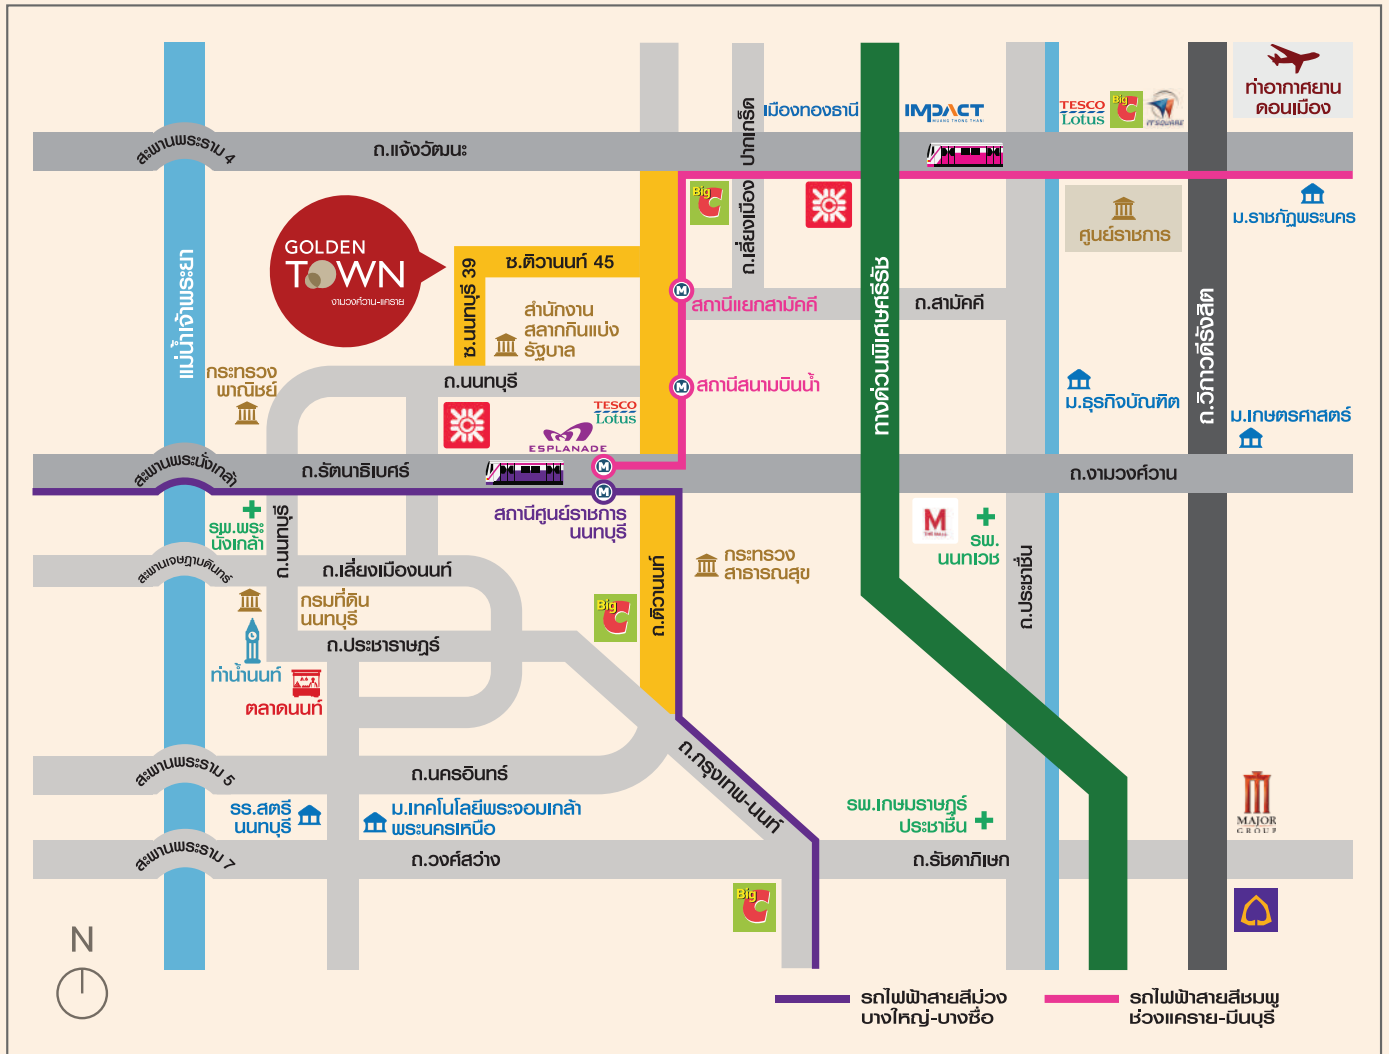 ท่าอากาศยาน
ดอนเมือง
เมืองทองธานี
IMPACT
MUANG THONG THANI
TESCO
Lotus
Big C
IT SQUARE
ถ.เลี่ยงเมือง ปากเกร็ด
สะพานพระราม 4
ถ.แจ้งวัฒนะ
Big C
ศูนย์ราชการ
ม.ราชภัฏพระนคร
แม่น้ำเจ้าพระยา
GOLDEN
TOWN
งามวงศ์วาน-แคราย
ซ.ติวานนท์ 45
ซ.นนทบุรี 39
สำนักงาน
สลากกินแบ่ง
รัฐบาล
M
สถานีแยกสามัคคี
ถ.สามัคคี
ทางด่วนพิเศษศรีรัช
ถ.วิภาวดีรังสิต
กระทรวง
พาณิชย์
ถ.นนทบุรี
M
สถานีสนามบินน้ำ
ม.ธุรกิจบัณฑิต
ม.เกษตรศาสตร์
TESCO
Lotus
ESPLANADE
สะพานพระนั่งเกล้า
ถ.รัตนาธิเบศร์
M
M
ถ.งามวงศ์วาน
สถานีศูนย์ราชการ
นนทบุรี
รพ.พระ
นั่งเกล้า
ถ.นนทบุรี
M
รพ.
นนทเวช
ถ.ประชาชื่น
สะพานเจษฎาบดินทร์
ถ.เลี่ยงเมืองนนท์
ถ.ติวานนท์
กระทรวง
สาธารณสุข
กรมที่ดิน
นนทบุรี
Big C
ถ.ประชาราษฎร์
ท่าน้ำนนท์
ตลาดนนท์
สะพานพระราม 5
ถ.นครอินทร์
ถ.กรุงเทพ-นนท์
รร.สตรี
นนทบุรี
ม.เทคโนโลยีพระจอมเกล้า
พระนครเหนือ
รพ.เกษมราษฎร์
ประชาชื่น
MAJOR
GROUP
สะพานพระราม 7
ถ.วงศ์สว่าง
ถ.รัชดาภิเษก
Big C
N
รถไฟฟ้าสายสีม่วง
บางใหญ่-บางซื่อ
รถไฟฟ้าสายสีชมพู
ช่วงแคราย-มีนบุรี